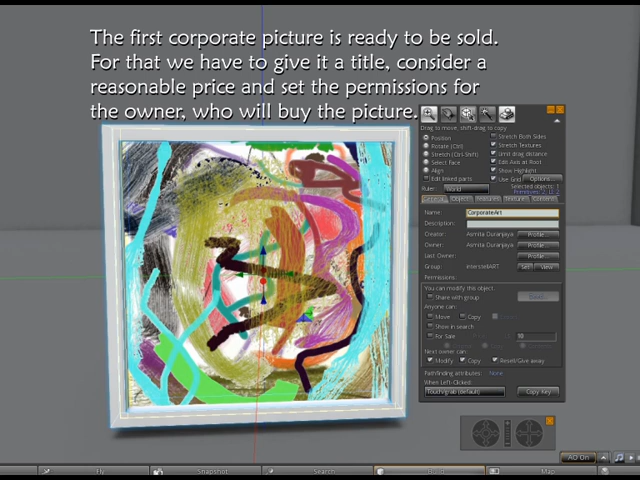 The first corporate picture is ready to be sold.
For that we have to give it a title, consider a
reasonable price and set the permissions for
the owner, who will buy the picture.
Drag to move, shift-drag to copy
Position
Rotate (Ctrl)
Stretch (Ctrl-Shift)
Select Face
Align
Edit linked parts
Stretch Both Sides
Stretch Textures
Limit drag distance
Edit Axis at Root
Show Highlight
Use Grid Options...
Ruler: World
Selected objects: 1
General Object Features Texture Content
Name: CorporateArt
Description:
Creator: Asmita Duranjaya Profile...
Owner: Asmita Duranjaya Profile...
Last Owner: Profile...
Group: interstellART Set View
Permissions:
You can modify this object.
Share with group
Anyone can:
Move Copy
Show in search
For Sale 10
Next owner can:
Modify Copy Resell/Give away
Pathfinding attributes: None
When Left-Clicked:
Touch/grab (default) Copy Key
AO On
Fly Snapshot Search Build Map